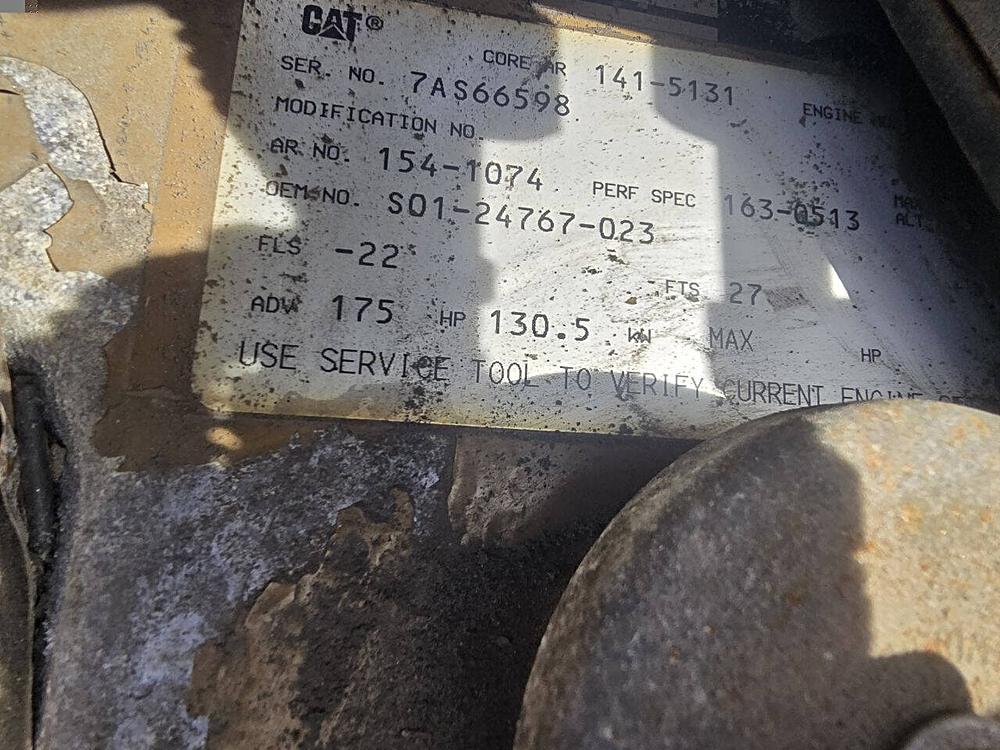 CAT®
CORE AR 141-5131
SER. NO. 7AS66598 ENGINE
MODIFICATION NO.
AR NO. 154-1074 PERF SPEC 163-0513
OEM NO. S01-24767-023
FLS -22 FTS 27
ADV 175 HP 130.5 kW MAX HP
USE SERVICE TOOL TO VERIFY CURRENT ENGINE